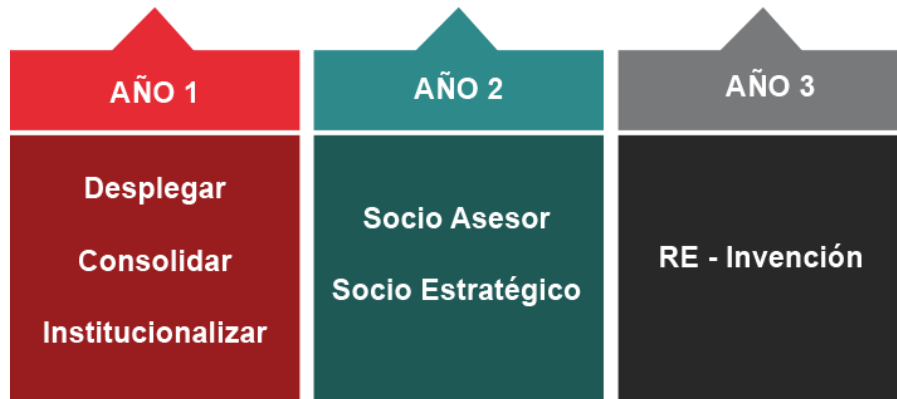 AÑO 1
Desplegar
Consolidar
Institucionalizar
AÑO 2
Socio Asesor
Socio Estratégico
AÑO 3
RE - Invención